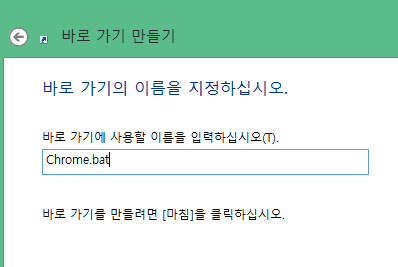 바로 가기 만들기
바로 가기의 이름을 지정하십시오.
바로 가기에 사용할 이름을 입력하십시오(T).
Chrome.bat
바로 가기를 만들려면 [마침]을 클릭하십시오.